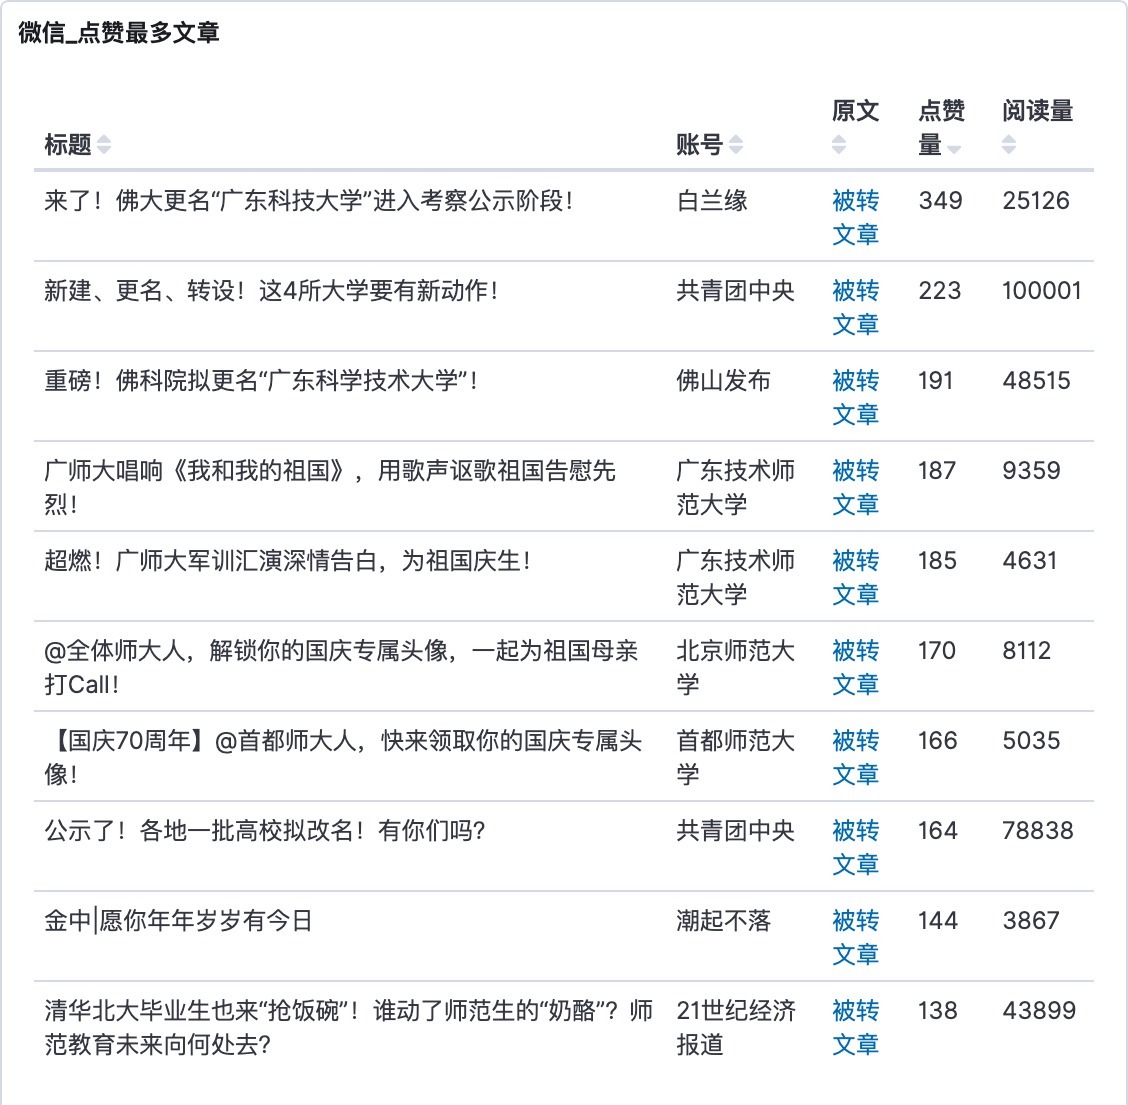 微信_点赞最多文章
标题 账号 原文 点赞量 阅读量
来了！佛大更名“广东科技大学”进入考察公示阶段！ 白兰缘 被转 349 25126
文章
新建、更名、转设！这4所大学要有新动作！ 共青团中央 被转 223 100001
文章
重磅！佛科院拟更名“广东科学技术大学”！ 佛山发布 被转 191 48515
文章
广师大唱响《我和我的祖国》，用歌声讴歌祖国告慰先 广东技术师 被转 187 9359
烈！ 范大学 文章
超燃！广师大军训汇演深情告白，为祖国庆生！ 广东技术师 被转 185 4631
范大学 文章
@全体师大人，解锁你的国庆专属头像，一起为祖国母亲 北京师范大 被转 170 8112
打Call！ 学 文章
【国庆70周年】@首都师大人，快来领取你的国庆专属头 首都师范大 被转 166 5035
像！ 学 文章
公示了！各地一批高校拟改名！有你们吗? 共青团中央 被转 164 78838
文章
金中|愿你年年岁岁有今日 潮起不落 被转 144 3867
文章
清华北大毕业生也来“抢饭碗”！谁动了师范生的“奶酪”？师 21世纪经济 被转 138 43899
范教育未来向何处去? 报道 文章